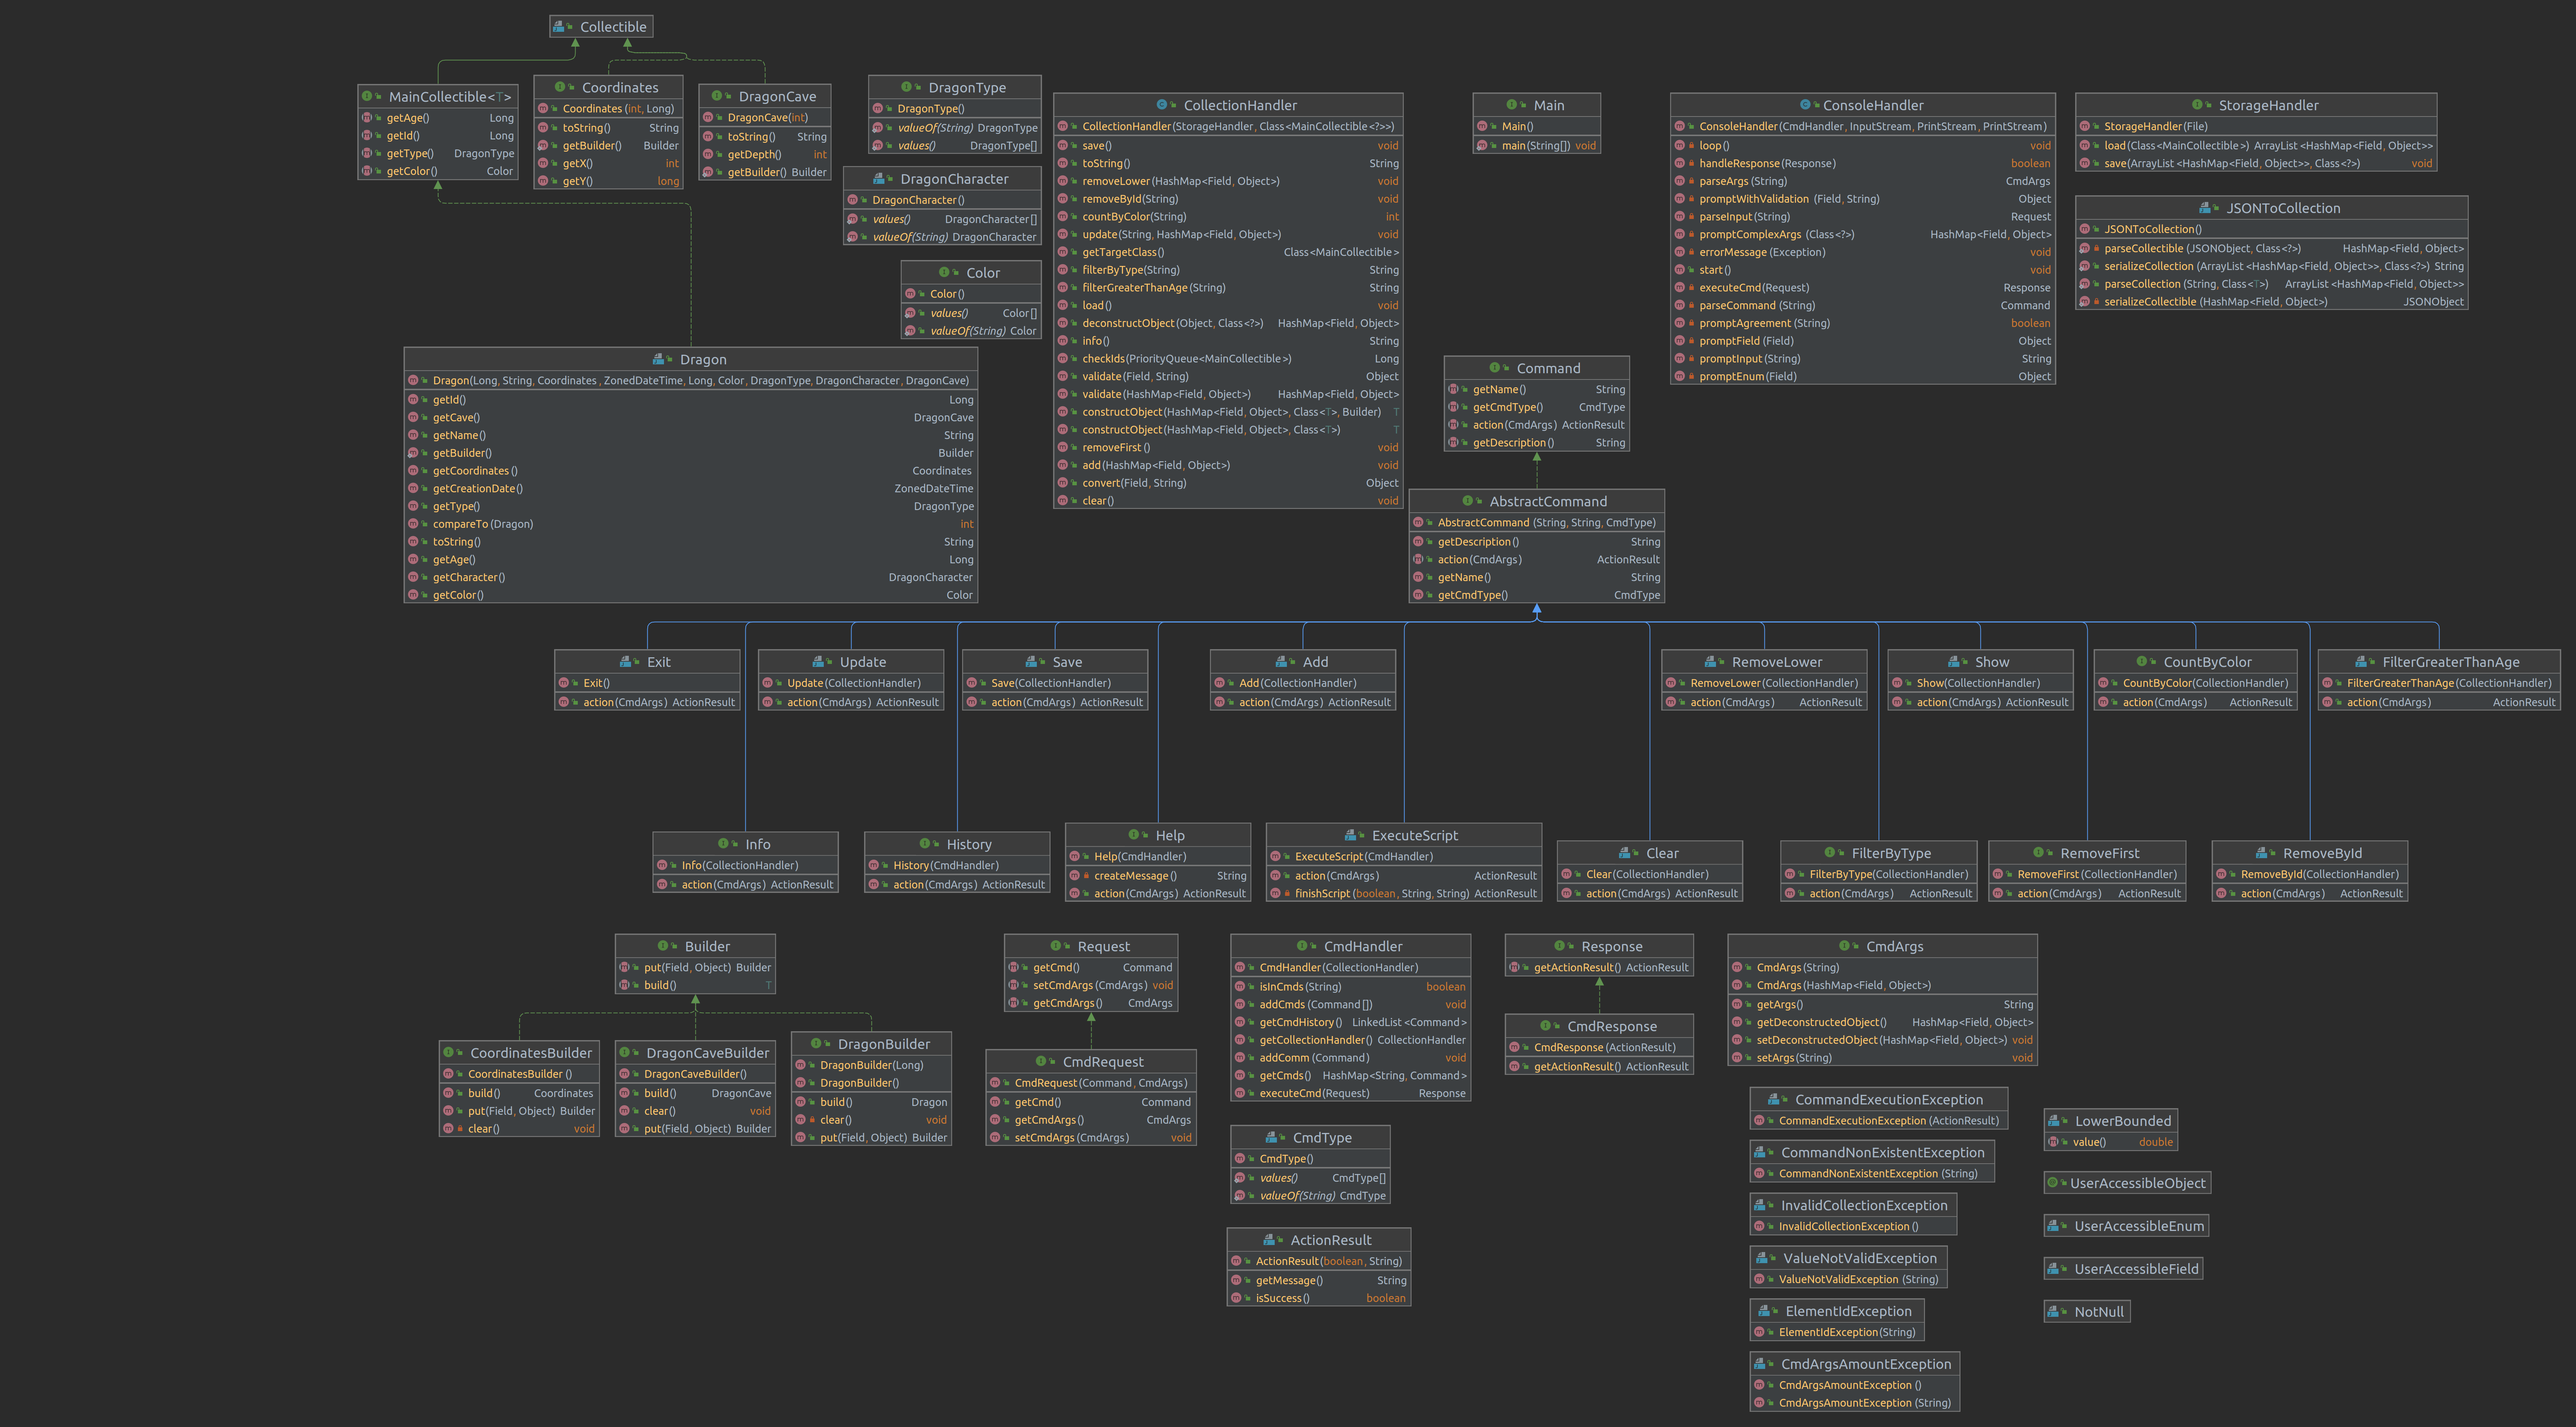 Collectible
MainCollectible<T>
getAge() Long
getId() Long
getType() DragonType
getColor() Color
Coordinates
Coordinates(int, Long)
toString() String
getBuilder() Builder
getX() int
getY() long
DragonCave
DragonCave(int)
toString() String
getDepth() int
getBuilder() Builder
DragonType
DragonType()
valueOf(String) DragonType
values() DragonType[]
DragonCharacter
DragonCharacter()
values() DragonCharacter[]
valueOf(String) DragonCharacter
Color
Color()
values() Color[]
valueOf(String) Color
Dragon
Dragon(Long, String, Coordinates, ZonedDateTime, Long, Color, DragonType, DragonCharacter, DragonCave)
getId() Long
getCave() DragonCave
getName() String
getBuilder() Builder
getCoordinates() Coordinates
getCreationDate() ZonedDateTime
getType() DragonType
compareTo(Dragon) int
toString() String
getAge() Long
getCharacter() DragonCharacter
getColor() Color
CollectionHandler
CollectionHandler(StorageHandler, Class<MainCollectible<?>>)
save() void
toString() String
removeLower(HashMap<Field, Object>) void
removeById(String) void
countByColor(String) int
update(String, HashMap<Field, Object>) void
getTargetClass() Class<MainCollectible>
filterByType(String) String
filterGreaterThanAge(String) String
load() void
deconstructObject(Object, Class<?>) HashMap<Field, Object>
info() String
checkIds(PriorityQueue<MainCollectible>) Long
validate(Field, String) Object
validate(HashMap<Field, Object>) HashMap<Field, Object>
constructObject(HashMap<Field, Object>, Class<T>, Builder) T
constructObject(HashMap<Field, Object>, Class<T>) T
removeFirst() void
add(HashMap<Field, Object>) void
convert(Field, String) Object
clear() void
Main
Main()
main(String[]) void
ConsoleHandler
ConsoleHandler(CmdHandler, InputStream, PrintStream, PrintStream)
loop() void
handleResponse(Response) boolean
parseArgs(String) CmdArgs
promptWithValidation(Field, String) Object
parseInput(String) Request
promptComplexArgs(Class<?>) HashMap<Field, Object>
errorMessage(Exception) void
start() void
executeCmd(Request) Response
parseCommand(String) Command
promptAgreement(String) boolean
promptField(Field) Object
promptInput(String) String
promptEnum(Field) Object
StorageHandler
StorageHandler(File)
load(Class<MainCollectible>) ArrayList<HashMap<Field, Object>>
save(ArrayList<HashMap<Field, Object>>, Class<?>) void
JSONToCollection
JSONToCollection()
parseCollectible(JSONObject, Class<?>) HashMap<Field, Object>
serializeCollection(ArrayList<HashMap<Field, Object>>, Class<?>) String
parseCollection(String, Class<T>) ArrayList<HashMap<Field, Object>>
serializeCollectible(HashMap<Field, Object>) JSONObject
Command
getName() String
getCmdType() CmdType
action(CmdArgs) ActionResult
getDescription() String
AbstractCommand
AbstractCommand(String, String, CmdType)
getDescription() String
action(CmdArgs) ActionResult
getName() String
getCmdType() CmdType
Exit
Exit()
action(CmdArgs) ActionResult
Update
Update(CollectionHandler)
action(CmdArgs) ActionResult
Save
Save(CollectionHandler)
action(CmdArgs) ActionResult
Add
Add(CollectionHandler)
action(CmdArgs) ActionResult
RemoveLower
RemoveLower(CollectionHandler)
action(CmdArgs) ActionResult
Show
Show(CollectionHandler)
action(CmdArgs) ActionResult
CountByColor
CountByColor(CollectionHandler)
action(CmdArgs) ActionResult
FilterGreaterThanAge
FilterGreaterThanAge(CollectionHandler)
action(CmdArgs) ActionResult
Info
Info(CollectionHandler)
action(CmdArgs) ActionResult
History
History(CmdHandler)
action(CmdArgs) ActionResult
Help
Help(CmdHandler)
createMessage() String
action(CmdArgs) ActionResult
ExecuteScript
ExecuteScript(CmdHandler)
action(CmdArgs) ActionResult
finishScript(boolean, String, String) ActionResult
Clear
Clear(CollectionHandler)
action(CmdArgs) ActionResult
FilterByType
FilterByType(CollectionHandler)
action(CmdArgs) ActionResult
RemoveFirst
RemoveFirst(CollectionHandler)
action(CmdArgs) ActionResult
RemoveById
RemoveById(CollectionHandler)
action(CmdArgs) ActionResult
Builder
put(Field, Object) Builder
build() T
CoordinatesBuilder
CoordinatesBuilder()
build() Coordinates
put(Field, Object) Builder
clear() void
DragonCaveBuilder
DragonCaveBuilder()
build() DragonCave
clear() void
put(Field, Object) Builder
DragonBuilder
DragonBuilder(Long)
DragonBuilder()
build() Dragon
clear() void
put(Field, Object) Builder
Request
getCmd() Command
setCmdArgs(CmdArgs) void
getCmdArgs() CmdArgs
CmdRequest
CmdRequest(Command, CmdArgs)
getCmd() Command
getCmdArgs() CmdArgs
setCmdArgs(CmdArgs) void
CmdHandler
CmdHandler(CollectionHandler)
isInCmds(String) boolean
addCmds(Command[]) void
getCmdHistory() LinkedList<Command>
getCollectionHandler() CollectionHandler
addComm(Command) void
getCmds() HashMap<String, Command>
executeCmd(Request) Response
CmdType
CmdType()
values() CmdType[]
valueOf(String) CmdType
ActionResult
ActionResult(boolean, String)
getMessage() String
isSuccess() boolean
Response
getActionResult() ActionResult
CmdResponse
CmdResponse(ActionResult)
getActionResult() ActionResult
CmdArgs
CmdArgs(String)
CmdArgs(HashMap<Field, Object>)
getArgs() String
getDeconstructedObject() HashMap<Field, Object>
setDeconstructedObject(HashMap<Field, Object>) void
setArgs(String) void
CommandExecutionException
CommandExecutionException(ActionResult)
CommandNonExistentException
CommandNonExistentException(String)
InvalidCollectionException
InvalidCollectionException()
ValueNotValidException
ValueNotValidException(String)
ElementIdException
ElementIdException(String)
CmdArgsAmountException
CmdArgsAmountException()
CmdArgsAmountException(String)
LowerBounded
value() double
UserAccessibleObject
UserAccessibleEnum
UserAccessibleField
NotNull